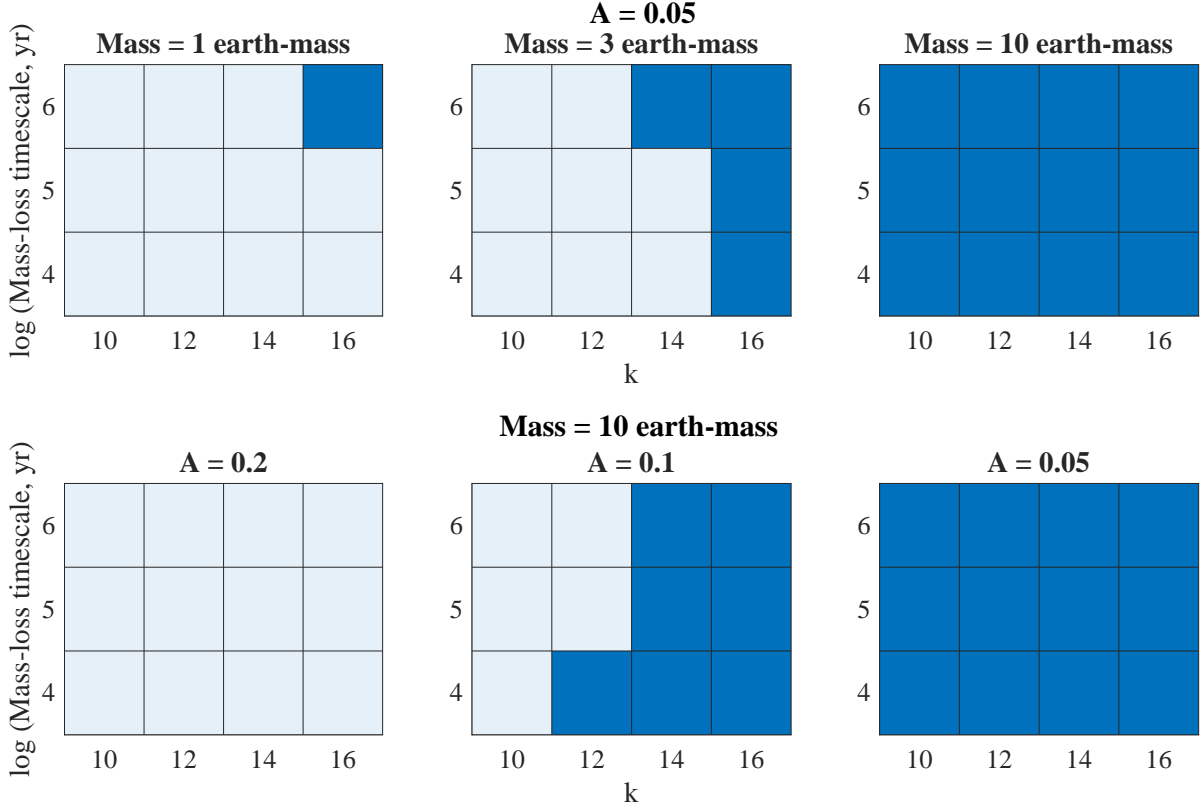 A = 0.05
Mass = 1 earth-mass
Mass = 3 earth-mass
Mass = 10 earth-mass
log (Mass-loss timescale, yr)
6
5
4
10 12 14 16
6
5
4
10 12 14 16
k
6
5
4
10 12 14 16
Mass = 10 earth-mass
A = 0.2
A = 0.1
A = 0.05
log (Mass-loss timescale, yr)
6
5
4
10 12 14 16
6
5
4
10 12 14 16
k
6
5
4
10 12 14 16